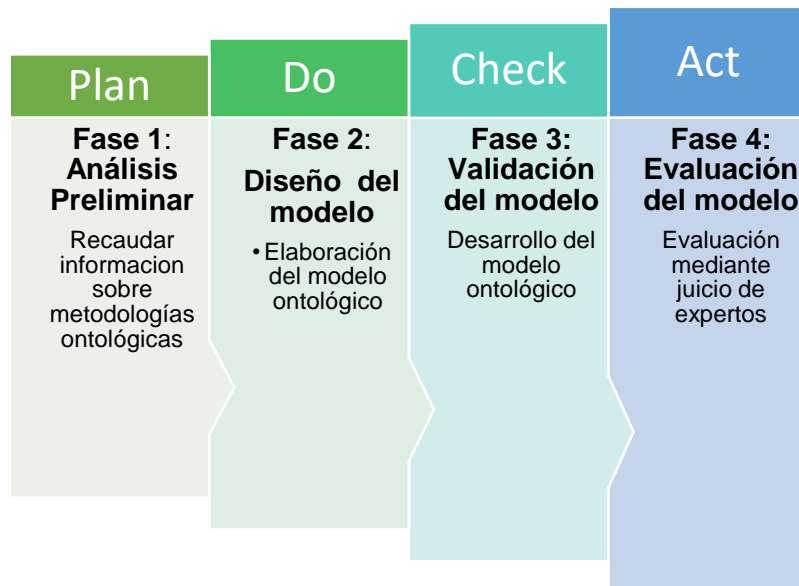 Plan
Fase 1:
Análisis
Preliminar
Recaudar
informacion
sobre
metodologías
ontológicas
Do
Fase 2:
Diseño del
modelo
• Elaboración
del modelo
ontológico
Check
Fase 3:
Validación
del modelo
Desarrollo del
modelo
ontológico
Act
Fase 4:
Evaluación
del modelo
Evaluación
mediante
juicio de
expertos